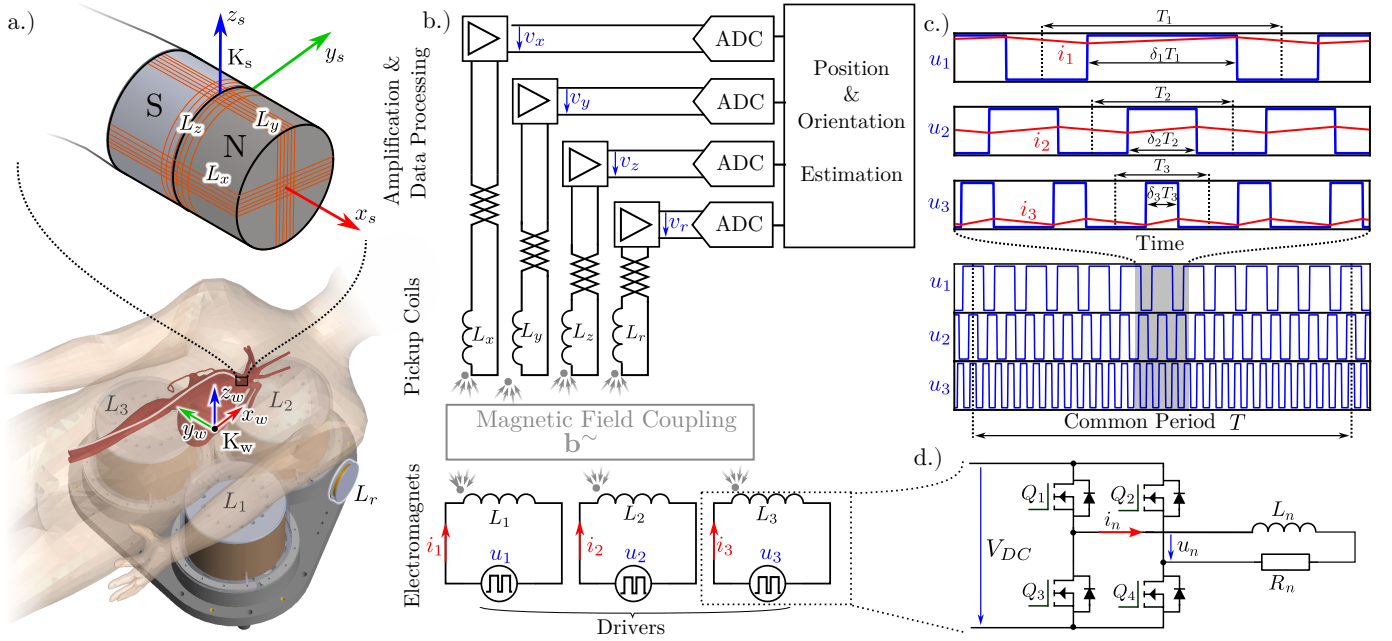 a.)
z_s
K_s
y_s
S
L_z
L_y
N
L_x
x_s
L_3
L_2
z_w
x_w
y_w
K_w
L_1
L_r
b.)
Amplification &
Data Processing
v_x
ADC
v_y
ADC
v_z
ADC
v_r
ADC
Position
&
Orientation
Estimation
Pickup Coils
L_x
L_y
L_z
L_r
Magnetic Field Coupling
b~
Electromagnets
L_1
L_2
L_3
i_1
i_2
i_3
u_1
u_2
u_3
Drivers
c.)
T_1
u_1
i_1
δ_1T_1
T_2
u_2
i_2
δ_2T_2
T_3
u_3
i_3
δ_3T_3
Time
u_1
u_2
u_3
Common Period T
d.)
Q_1
Q_2
i_n
L_n
V_DC
u_n
R_n
Q_3
Q_4